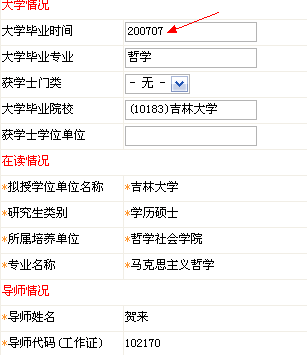 大学情况
大学毕业时间 200707
大学毕业专业 哲学
获学士门类 - 无 -
大学毕业院校 (10183)吉林大学
获学士学位单位
在读情况
*拟授学位单位名称 *吉林大学
*研究生类别 *学历硕士
*所属培养单位 *哲学社会学院
*专业名称 *马克思主义哲学
导师情况
*导师姓名 贺来
*导师代码(工作证) 102170